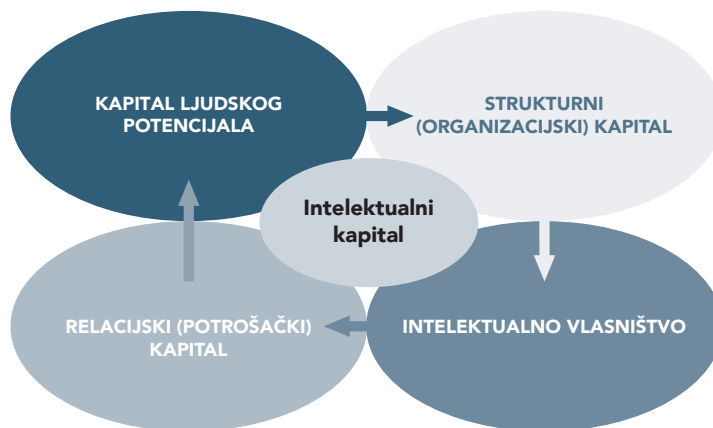 KAPITAL LJUDSKOG
POTENCIJALA
STRUKTURNI
(ORGANIZACIJSKI) KAPITAL
Intelektualni
kapital
RELACIJSKI (POTROŠAČKI)
KAPITAL
INTELEKTUALNO VLASNIŠTVO